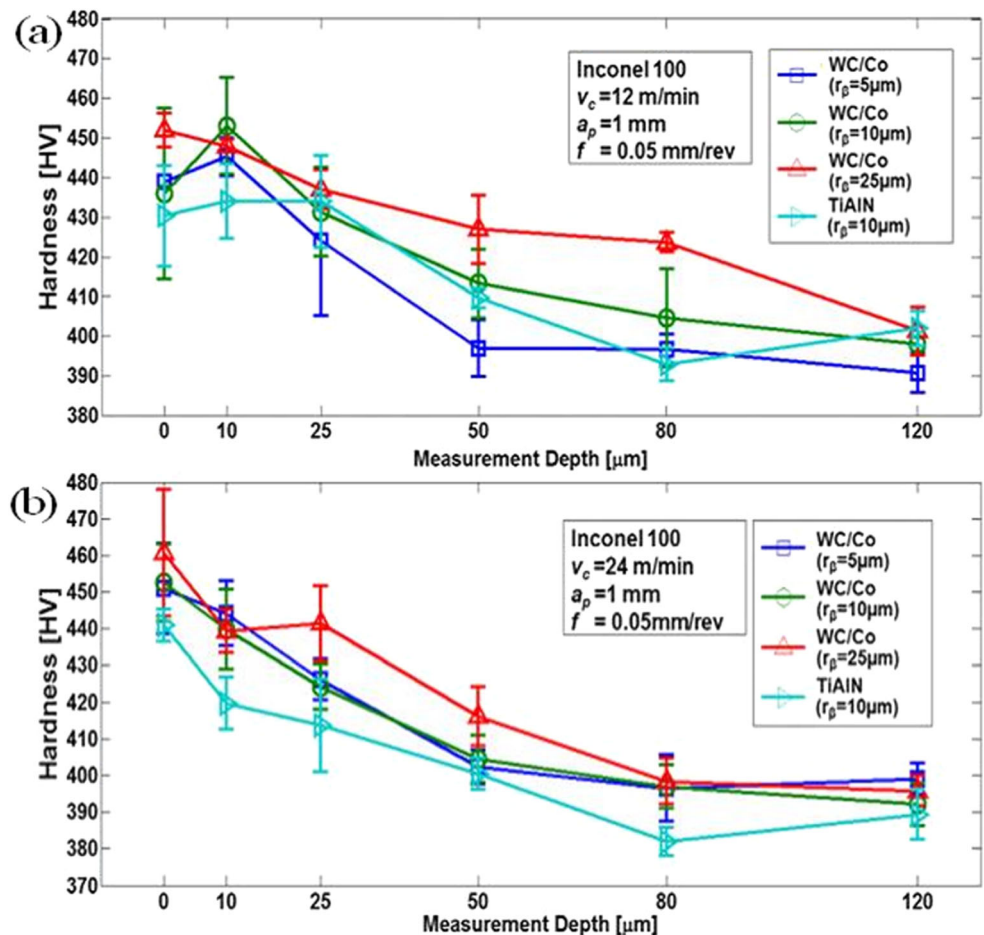 (a)
480
470
460
450
440
430
420
410
400
390
380
Hardness [HV]
Inconel 100
vc =12 m/min
ap =1 mm
f = 0.05 mm/rev
WC/Co
(rβ=5µm)
WC/Co
(rβ=10µm)
WC/Co
(rβ=25µm)
TiAlN
(rβ=10µm)
0 10 25 50 80 120
Measurement Depth [µm]
(b)
480
470
460
450
440
430
420
410
400
390
380
370
Hardness [HV]
Inconel 100
vc =24 m/min
ap =1 mm
f = 0.05mm/rev
WC/Co
(rβ=5µm)
WC/Co
(rβ=10µm)
WC/Co
(rβ=25µm)
TiAlN
(rβ=10µm)
0 10 25 50 80 120
Measurement Depth [µm]